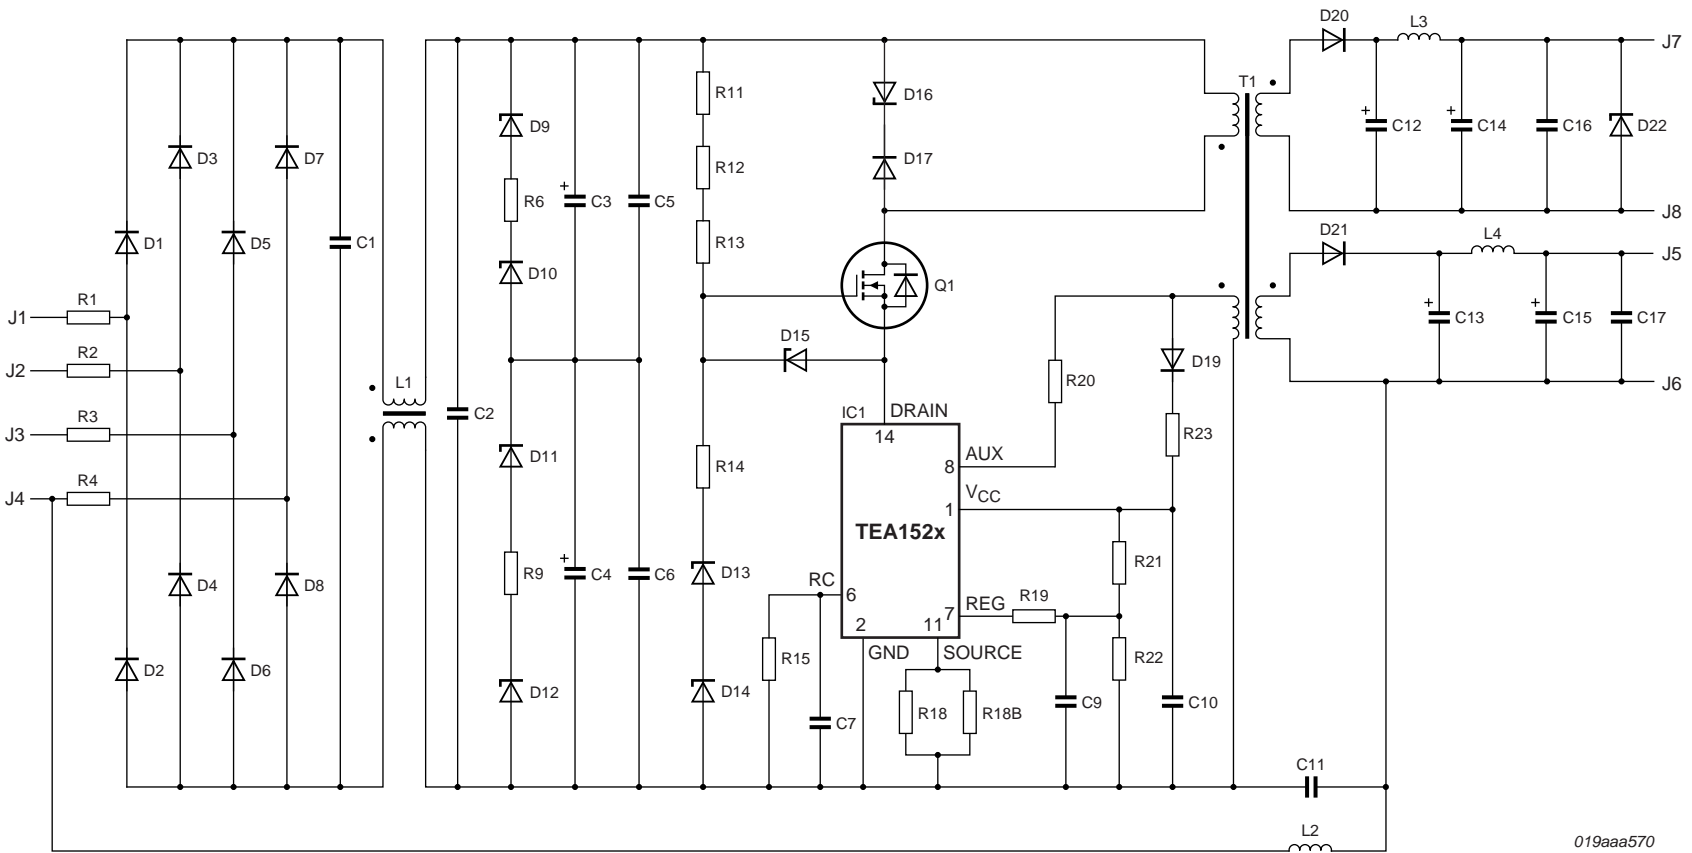 D20
L3
J7
T1
R11
D16
D9
C12
C14
C16
D22
D3
D7
D17
R12
R6
C3
C5
J8
D1
D5
C1
R13
D21
L4
J5
D10
Q1
R1
J1
C13
C15
C17
D15
R2
J2
D19
R20
J6
L1
C2
IC1
DRAIN
14
R3
J3
R23
D11
R14
AUX
8
R4
J4
VCC
1
TEA152x
R21
D4
D8
R9
C4
C6
D13
RC
6
REG
7
R19
2
11
D2
D6
R15
GND
SOURCE
R22
D12
D14
C7
R18
R18B
C9
C10
C11
L2
019aaa570
+
+
+
+
+
+